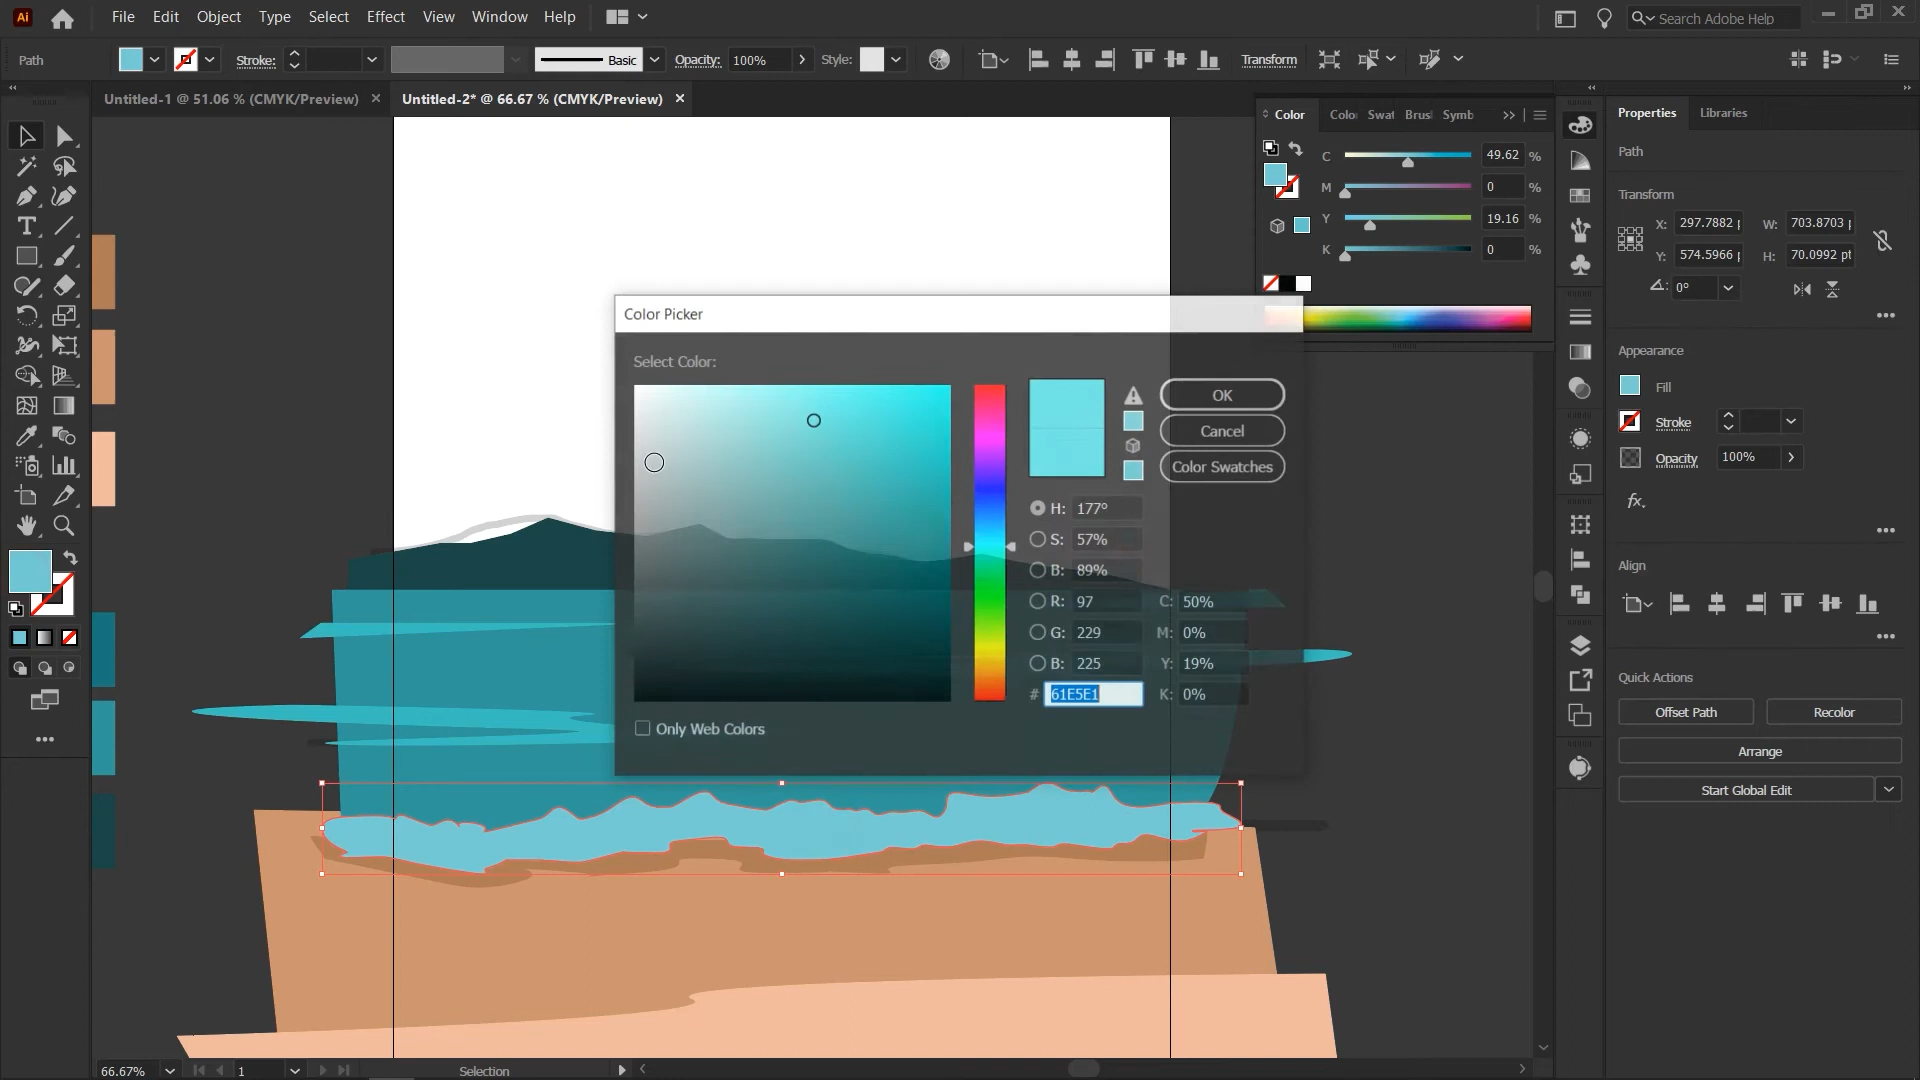 Ai File Edit Object Type Select Effect View Window Help Search Adobe Help
Path Stroke: Basic Opacity: 100% Style: Transform
Untitled-1 @ 51.06 % (CMYK/Preview) × Untitled-2* @ 66.67 % (CMYK/Preview) ×
Color Colo Swat Brus Symb
C 49.62 %
M 0 %
Y 19.16 %
K 0 %
Properties Libraries
Path
Transform
X: 297.7882 W: 703.8703
Y: 574.5966 H: 70.0992 pt
0°
Appearance
Fill
Stroke
Opacity 100%
fx.
Align
Quick Actions
Offset Path Recolor
Arrange
Start Global Edit
Color Picker
Select Color:
OK
Cancel
Color Swatches
H: 177°
S: 57%
B: 89%
R: 97 C: 50%
G: 229 M: 0%
B: 225 Y: 19%
# 61E5E1 K: 0%
Only Web Colors
66.67% 1 Selection